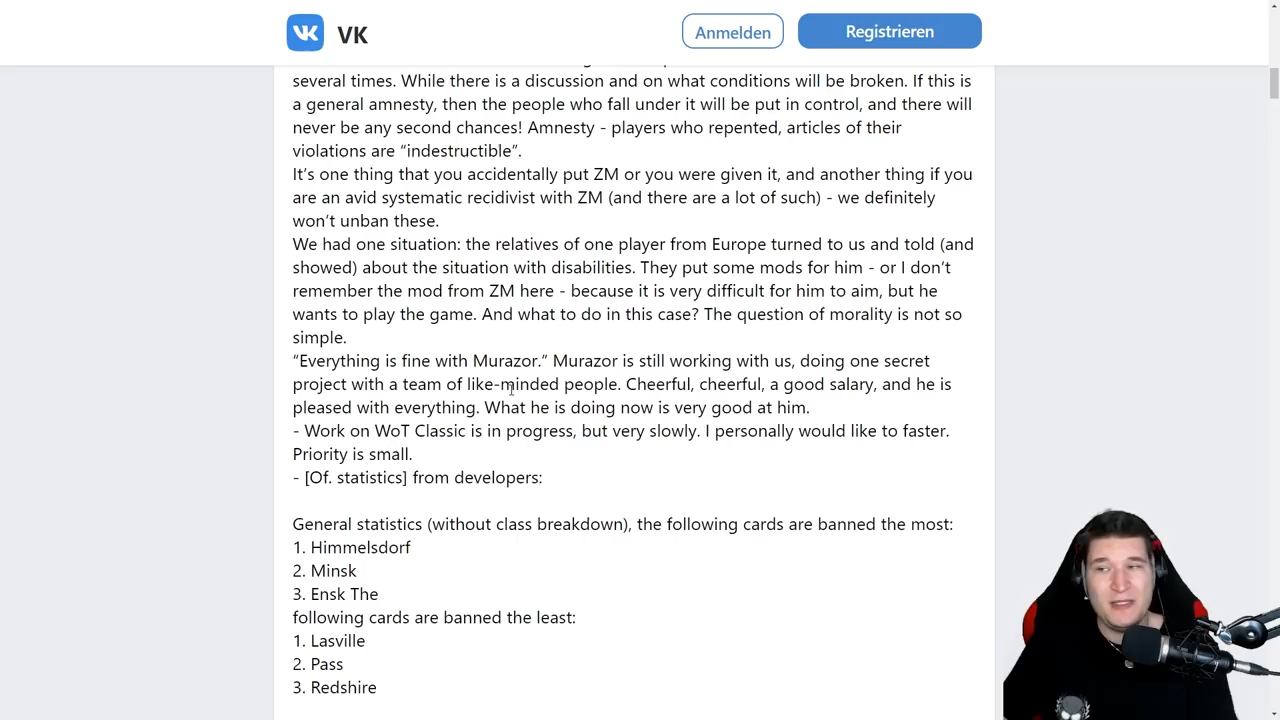 VK
Anmelden
Registrieren
several times. While there is a discussion and on what conditions will be broken. If this is
a general amnesty, then the people who fall under it will be put in control, and there will
never be any second chances! Amnesty - players who repented, articles of their
violations are “indestructible”.
It’s one thing that you accidentally put ZM or you were given it, and another thing if you
are an avid systematic recidivist with ZM (and there are a lot of such) - we definitely
won’t unban these.
We had one situation: the relatives of one player from Europe turned to us and told (and
showed) about the situation with disabilities. They put some mods for him - or I don’t
remember the mod from ZM here - because it is very difficult for him to aim, but he
wants to play the game. And what to do in this case? The question of morality is not so
simple.
“Everything is fine with Murazor.” Murazor is still working with us, doing one secret
project with a team of like-minded people. Cheerful, cheerful, a good salary, and he is
pleased with everything. What he is doing now is very good at him.
- Work on WoT Classic is in progress, but very slowly. I personally would like to faster.
Priority is small.
- [Of. statistics] from developers:
General statistics (without class breakdown), the following cards are banned the most:
1. Himmelsdorf
2. Minsk
3. Ensk The
following cards are banned the least:
1. Lasville
2. Pass
3. Redshire